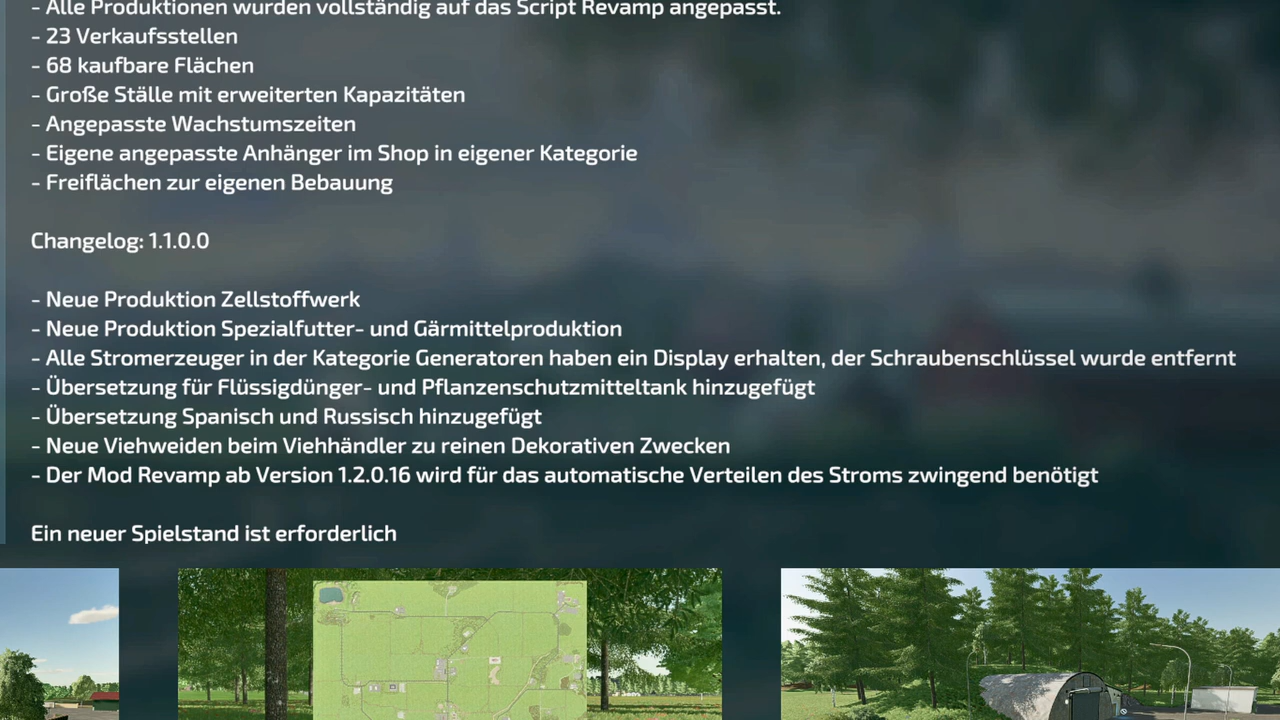 - Alle Produktionen wurden vollständig auf das Script Revamp angepasst.
- 23 Verkaufsstellen
- 68 kaufbare Flächen
- Große Ställe mit erweiterten Kapazitäten
- Angepasste Wachstumszeiten
- Eigene angepasste Anhänger im Shop in eigener Kategorie
- Freiflächen zur eigenen Bebauung
Changelog: 1.1.0.0
- Neue Produktion Zellstoffwerk
- Neue Produktion Spezialfutter- und Gärmittelproduktion
- Alle Stromerzeuger in der Kategorie Generatoren haben ein Display erhalten, der Schraubenschlüssel wurde entfernt
- Übersetzung für Flüssigdünger- und Pflanzenschutzmitteltank hinzugefügt
- Übersetzung Spanisch und Russisch hinzugefügt
- Neue Viehweiden beim Viehhändler zu reinen Dekorativen Zwecken
- Der Mod Revamp ab Version 1.2.0.16 wird für das automatische Verteilen des Stroms zwingend benötigt
Ein neuer Spielstand ist erforderlich